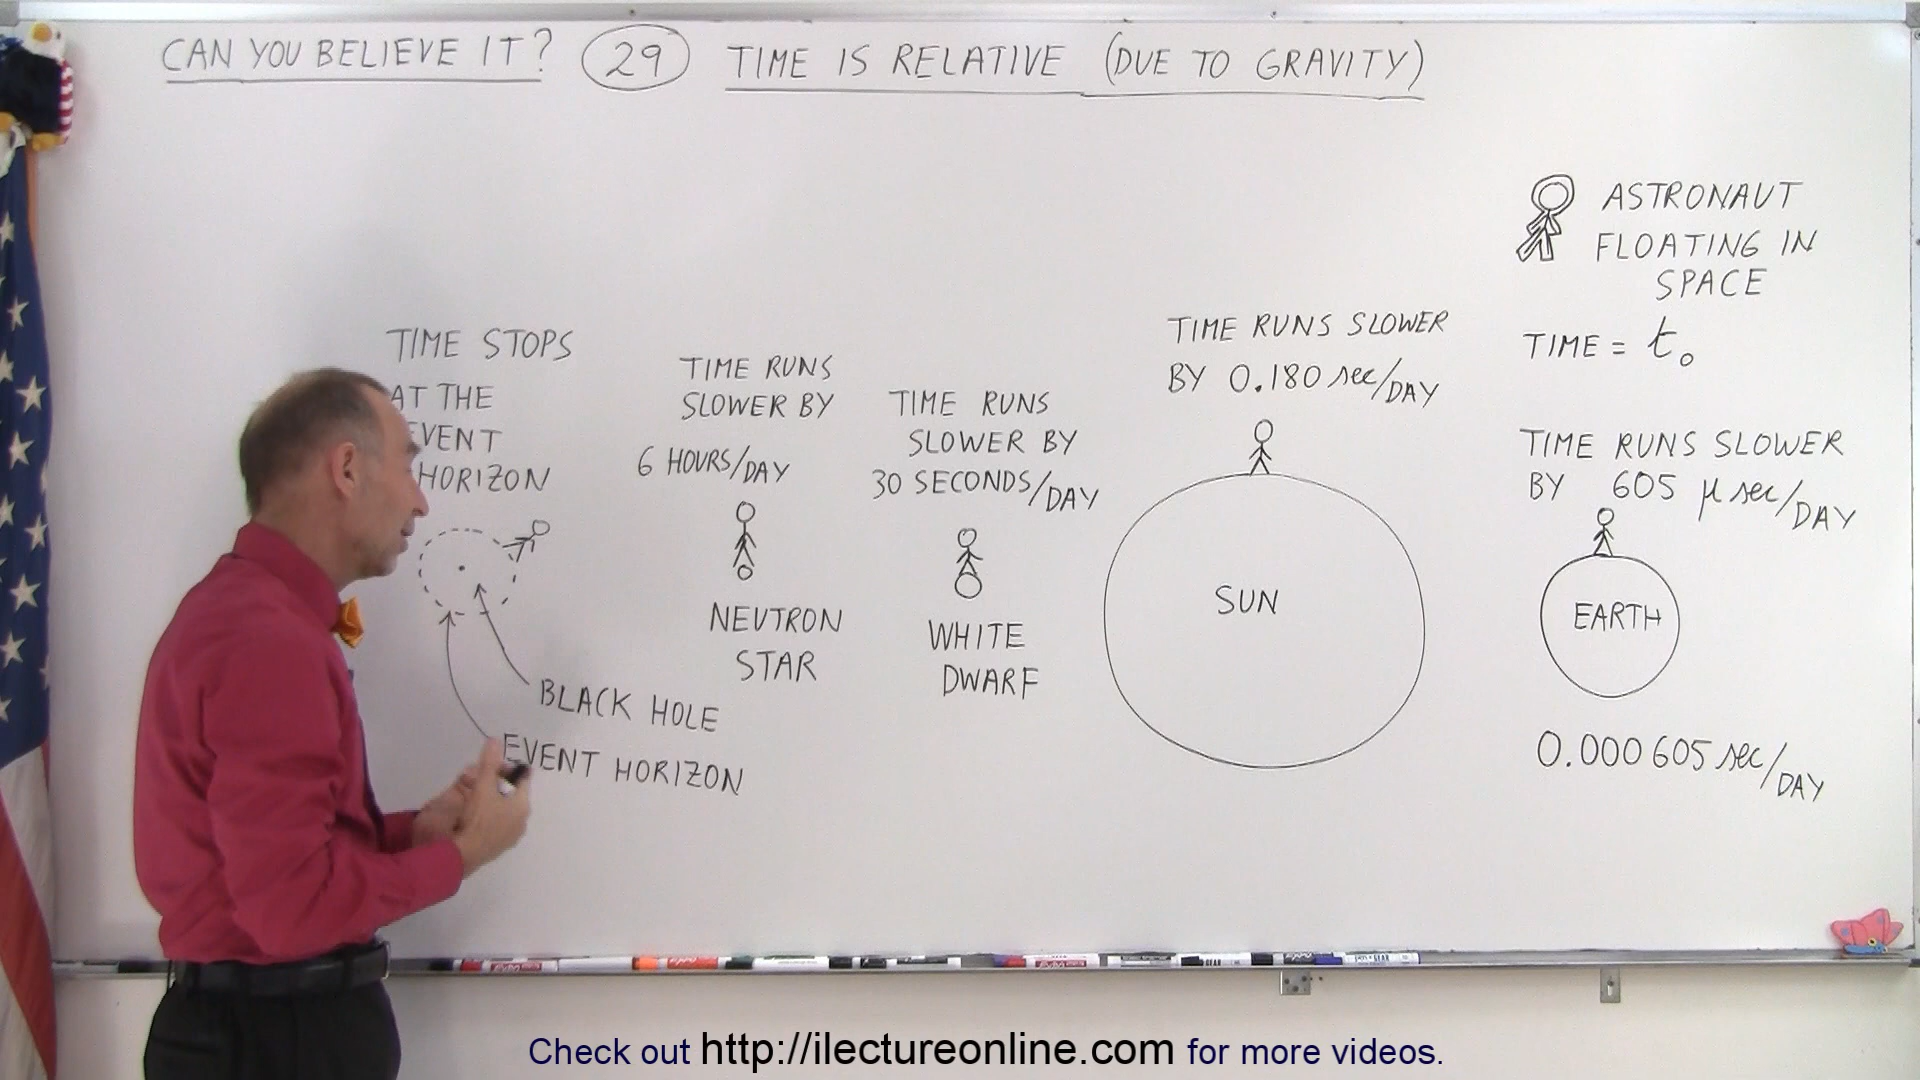 CAN YOU BELIEVE IT? 29 TIME IS RELATIVE (DUE TO GRAVITY)
ASTRONAUT
FLOATING IN
SPACE
TIME = t₀
TIME STOPS
AT THE
EVENT
HORIZON
BLACK HOLE
EVENT HORIZON
TIME RUNS
SLOWER BY
6 HOURS/DAY
NEUTRON
STAR
TIME RUNS
SLOWER BY
30 SECONDS/DAY
WHITE
DWARF
TIME RUNS SLOWER
BY 0.180 sec/DAY
SUN
TIME RUNS SLOWER
BY 605 μsec/DAY
EARTH
0.000605 sec/DAY
Check out http://ilectureonline.com for more videos.